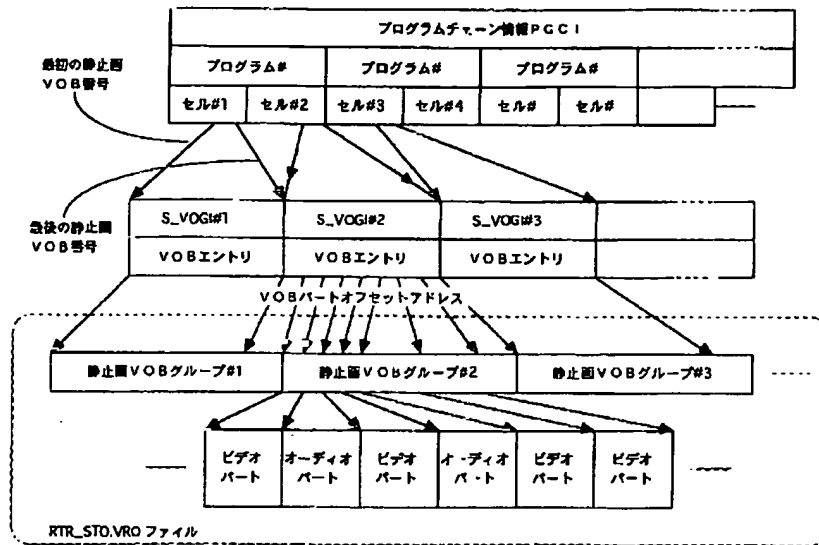 プログラムチェーン情報PGCI
最初の静止画
VOB番号
プログラム# プログラム# プログラム#
セル#1 セル#2 セル#3 セル#4 セル# セル#
最後の静止画
VOB番号
S_VOGI#1 S_VOGI#2 S_VOGI#3
VOBエントリ VOBエントリ VOBエントリ
VOBパートオフセットアドレス
静止画VOBグループ#1 静止画VOBグループ#2 静止画VOBグループ#3
ビデオ オーディオ ビデオ オーディオ ビデオ ビデオ
パート パート パート パート パート パート
RTR_STO.VROファイル